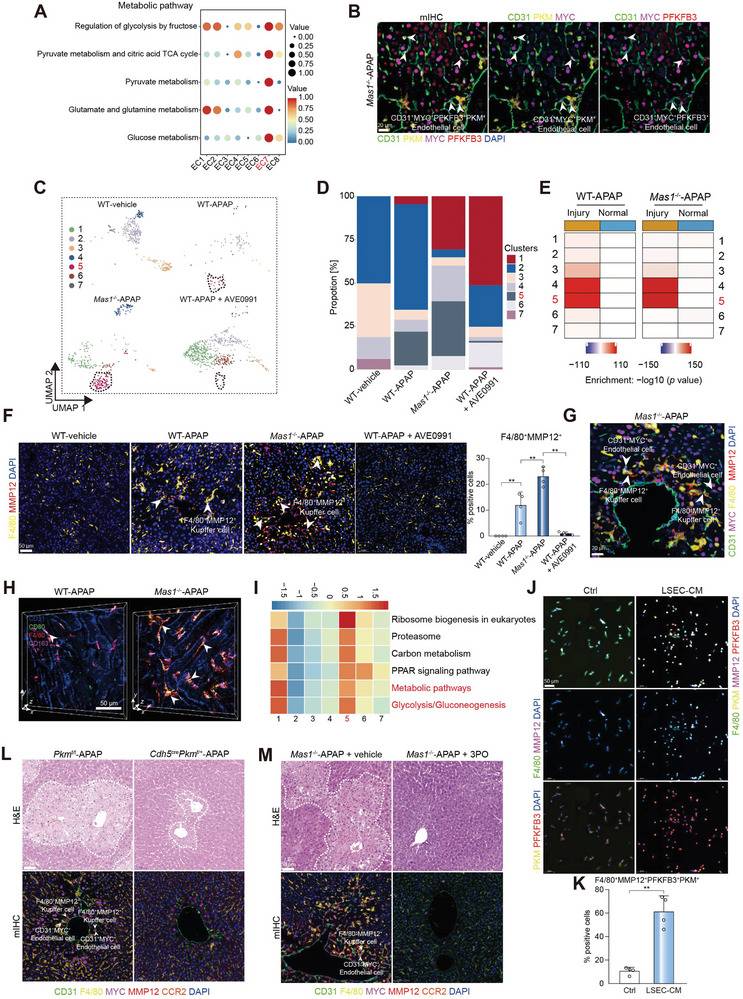 A
Metabolic pathway
Regulation of glycolysis by fructose
Pyruvate metabolism and citric acid TCA cycle
Pyruvate metabolism
Glutamate and glutamine metabolism
Glucose metabolism
EC1 EC2 EC3 EC4 EC5 EC6 EC7 EC8
Value
0.00
0.25
0.50
0.75
1.00
Value
1.00
0.75
0.50
0.25
0.00
B
mIHC
CD31 PKM MYC
CD31 MYC PFKFB3
Mas1-/--APAP
CD31+MYC+PFKFB3+PKM+
Endothelial cell
CD31+MYC+PKM+
Endothelial cell
CD31+MYC+PFKFB3+
Endothelial cell
20 μm
CD31 PKM MYC PFKFB3 DAPI
C
WT-vehicle
WT-APAP
1
2
3
4
5
6
7
Mas1-/--APAP
WT-APAP + AVE0991
UMAP 2
UMAP 1
D
Propotion [%]
100
75
50
25
0
WT-vehicle
WT-APAP
Mas1-/--APAP
WT-APAP
+ AVE0991
Clusters
1
2
3
4
5
6
7
E
WT-APAP
Mas1-/--APAP
Injury Normal
Injury Normal
1 1
2 2
3 3
4 4
5 5
6 6
7 7
−110 110
−150 150
Enrichment: −log10 (p value)
F
WT-vehicle
WT-APAP
Mas1-/--APAP
WT-APAP + AVE0991
F4/80 MMP12 DAPI
F4/80+MMP12+
Kupffer cell
F4/80+MMP12+
Kupffer cell
50 μm
F4/80+MMP12+
% positive cells
30
20
10
0
**
**
**
WT-vehicle
WT-APAP
Mas1-/--APAP
WT-APAP
+ AVE0991
G
Mas1-/--APAP
CD31+MYC+
Endothelial cell
CD31+MYC+
Endothelial cell
F4/80+MMP12+
Kupffer cell
F4/80+MMP12+
Kupffer cell
20 μm
CD31 MYC F4/80 MMP12 DAPI
H
WT-APAP
Mas1-/--APAP
CD31
CD80
F4/80
CD163
50 μm
I
−1.5
−1
−0.5
0
0.5
1
1.5
Ribosome biogenesis in eukaryotes
Proteasome
Carbon metabolism
PPAR signaling pathway
Metabolic pathways
Glycolysis/Gluconeogenesis
1 2 3 4 5 6 7
J
Ctrl
LSEC-CM
50 μm
F4/80 MMP12 DAPI
PKM PFKFB3 DAPI
F4/80 PKM MMP12 PFKFB3 DAPI
K
F4/80+MMP12+PFKFB3+PKM+
% positive cells
80
60
40
20
0
**
Ctrl
LSEC-CM
L
Pkmfl/fl-APAP
H&E
mIHC
F4/80+MMP12+
Kupffer cell
CD31+MYC+
Endothelial cell
CD31+MYC+
Endothelial cell
CD31 F4/80 MYC MMP12 CCR2 DAPI
M
Mas1-/--APAP + vehicle
Mas1-/--APAP + 3PO
H&E
mIHC
F4/80+MMP12+
Kupffer cell
CD31+MYC+
Endothelial cell
CD31 F4/80 MYC MMP12 CCR2 DAPI